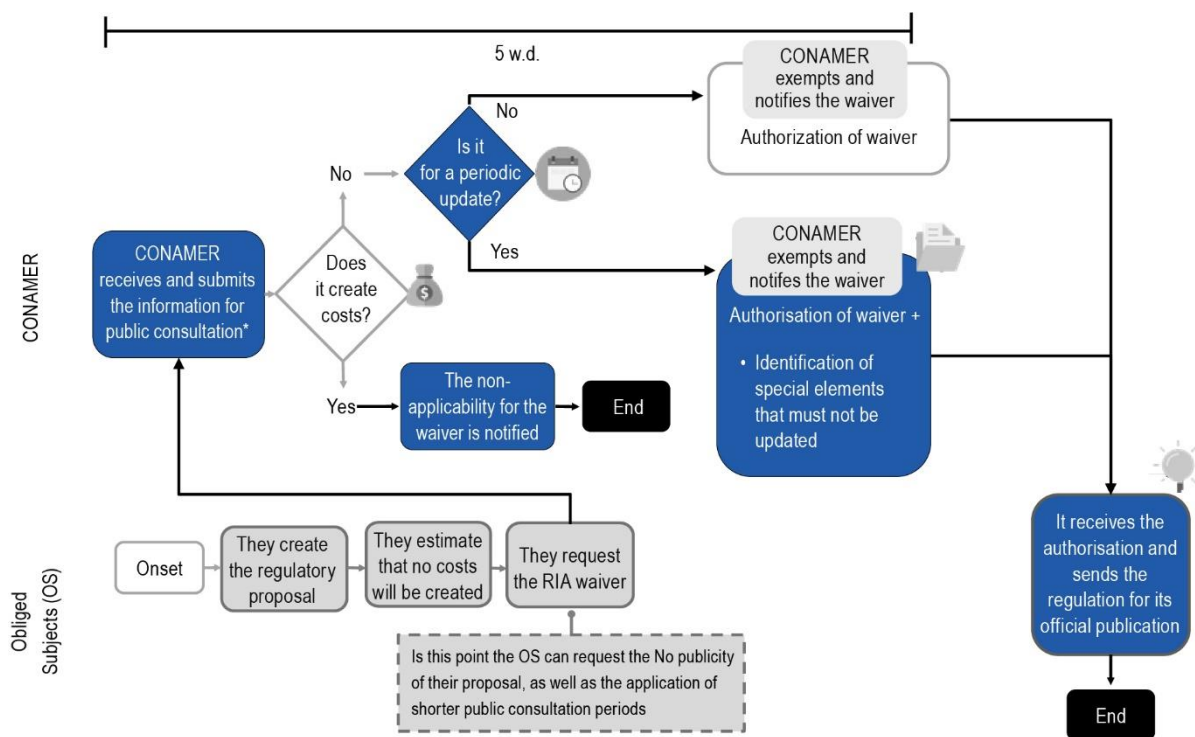 5 w.d.
CONAMER
CONAMER
receives and submits
the information for
public consultation*
Does
it create
costs?
No
Is it
for a periodic
update?
No
CONAMER
exempts and
notifies the waiver
Authorization of waiver
Yes
CONAMER
exempts and
notifes the waiver
Authorisation of waiver +
• Identification of
special elements
that must not be
updated
Yes
The non-
applicability for the
waiver is notified
End
Obliged
Subjects (OS)
Onset
They create
the regulatory
proposal
They estimate
that no costs
will be created
They request
the RIA waiver
Is this point the OS can request the No publicity
of their proposal, as well as the application of
shorter public consultation periods
It receives the
authorisation and
sends the
regulation for its
official publication
End
$